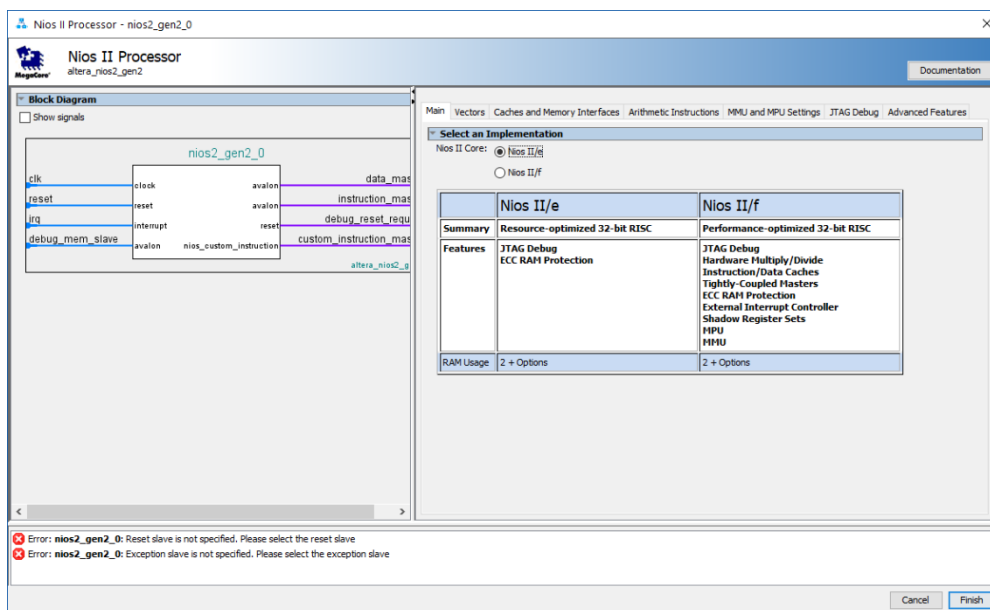 Nios II Processor - nios2_gen2_0
Nios II Processor
altera_nios2_gen2
MegaCore'
Documentation
Block Diagram
Show signals
nios2_gen2_0
clk
reset
irq
debug_mem_slave
clock
reset
interrupt
avalon
avalon
avalon
reset
nios_custom_instruction
data_mas
instruction_mas
debug_reset_requ
custom_instruction_mas
altera_nios2_g
Main Vectors Caches and Memory Interfaces Arithmetic Instructions MMU and MPU Settings JTAG Debug Advanced Features
Select an Implementation
Nios II Core: Nios II/e
Nios II/f
Nios II/e Nios II/f
Summary Resource-optimized 32-bit RISC Performance-optimized 32-bit RISC
Features JTAG Debug JTAG Debug
ECC RAM Protection Hardware Multiply/Divide
Instruction/Data Caches
Tightly-Coupled Masters
ECC RAM Protection
External Interrupt Controller
Shadow Register Sets
MPU
MMU
RAM Usage 2 + Options 2 + Options
Error: nios2_gen2_0: Reset slave is not specified. Please select the reset slave
Error: nios2_gen2_0: Exception slave is not specified. Please select the exception slave
Cancel Finish